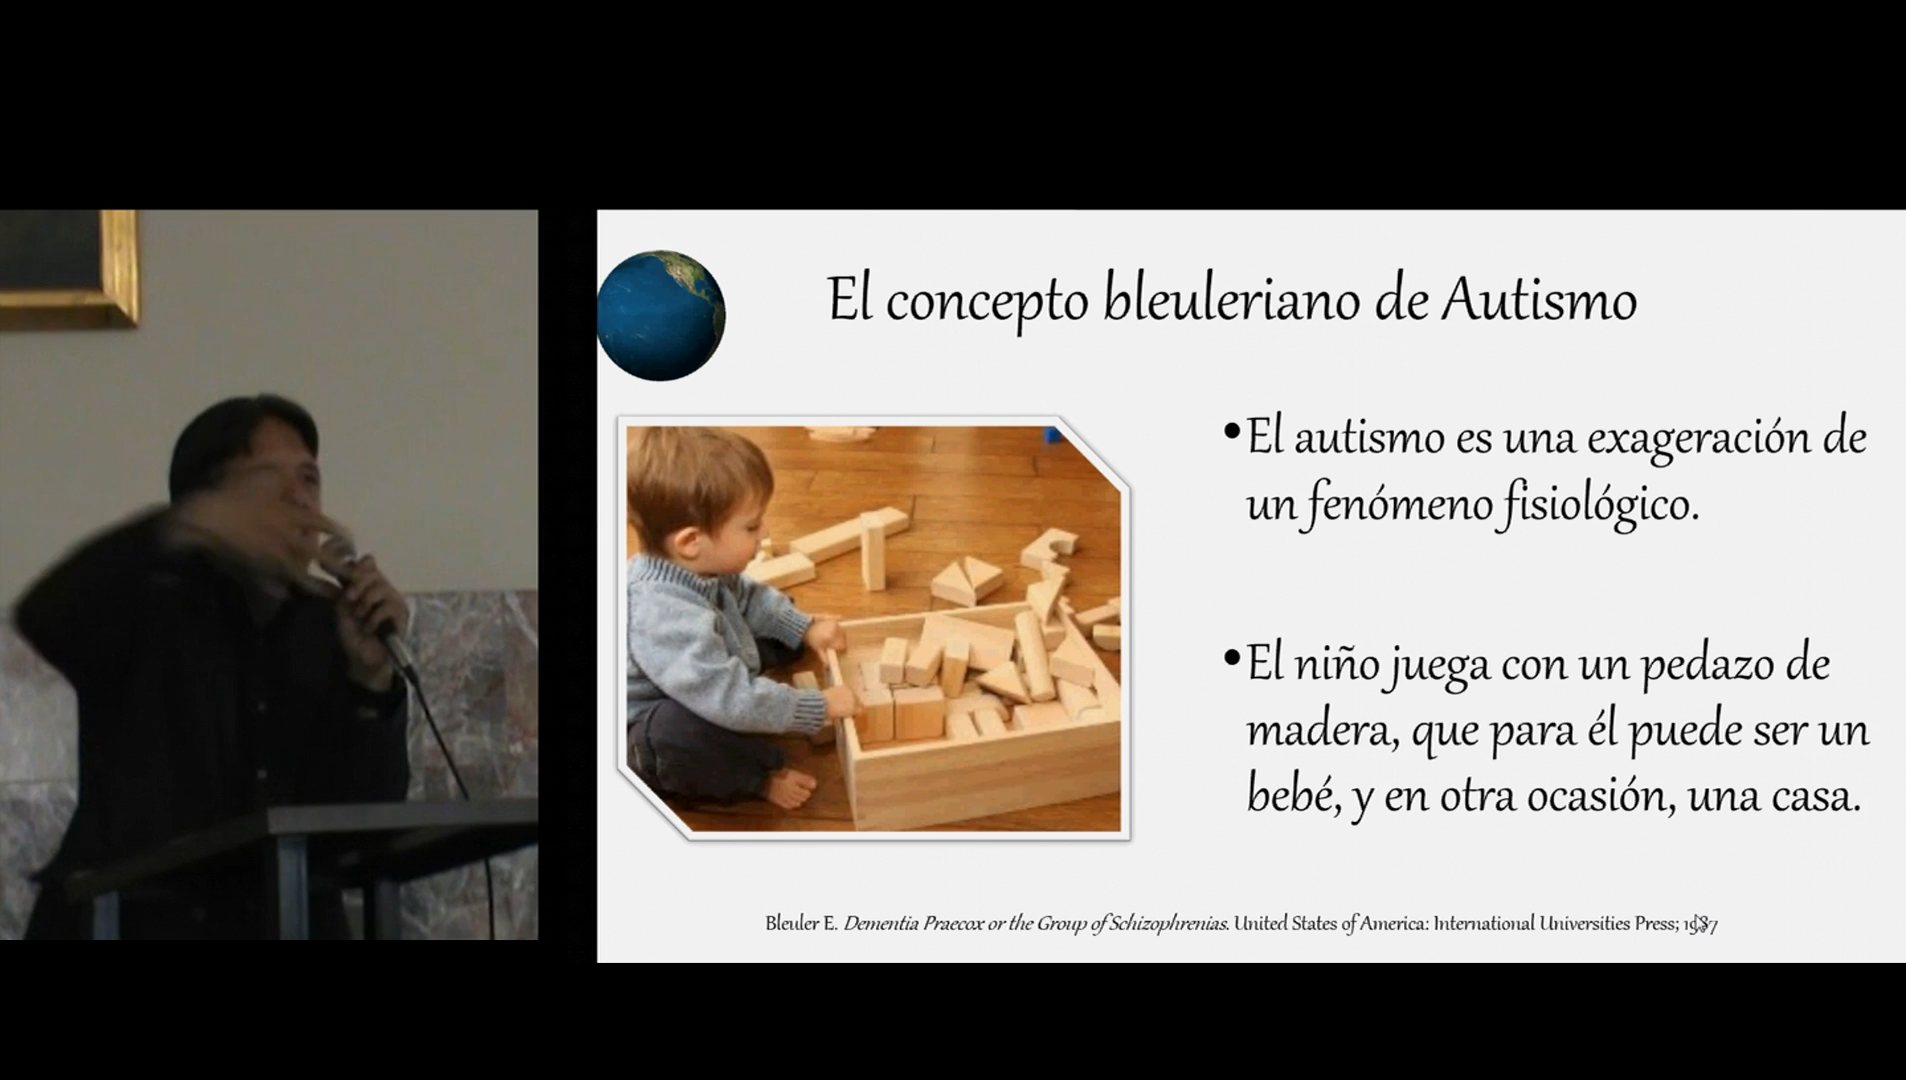 El concepto bleuleriano de Autismo
•El autismo es una exageración de
un fenómeno fisiológico.
•El niño juega con un pedazo de
madera, que para él puede ser un
bebé, y en otra ocasión, una casa.
Bleuler E. Dementia Praecox or the Group of Schizophrenias. United States of America: International Universities Press;